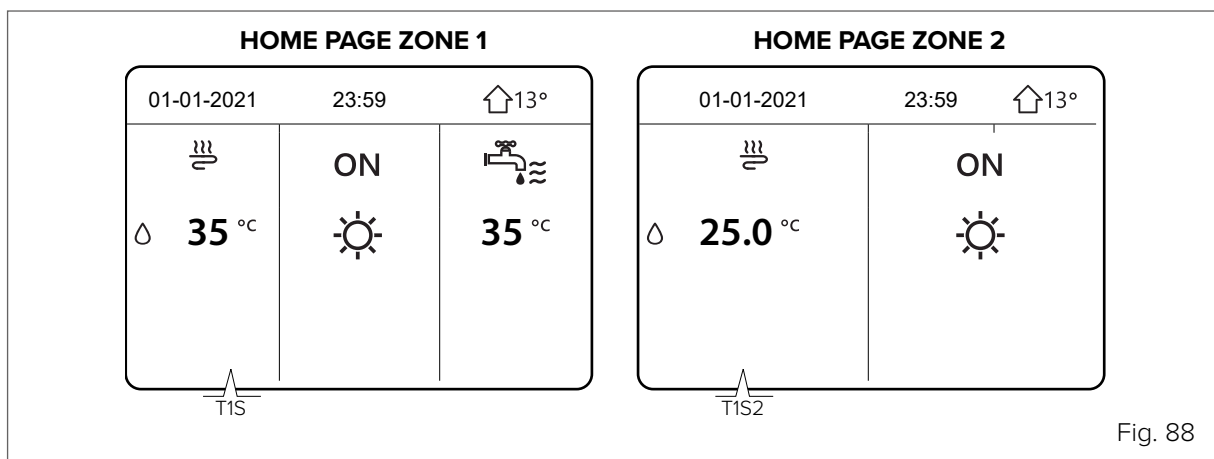 HOME PAGE ZONE 1
01-01-2021 23:59 13°
ON
35 °C 35 °C
T1S
HOME PAGE ZONE 2
01-01-2021 23:59 13°
ON
25.0 °C
T1S2
Fig. 88